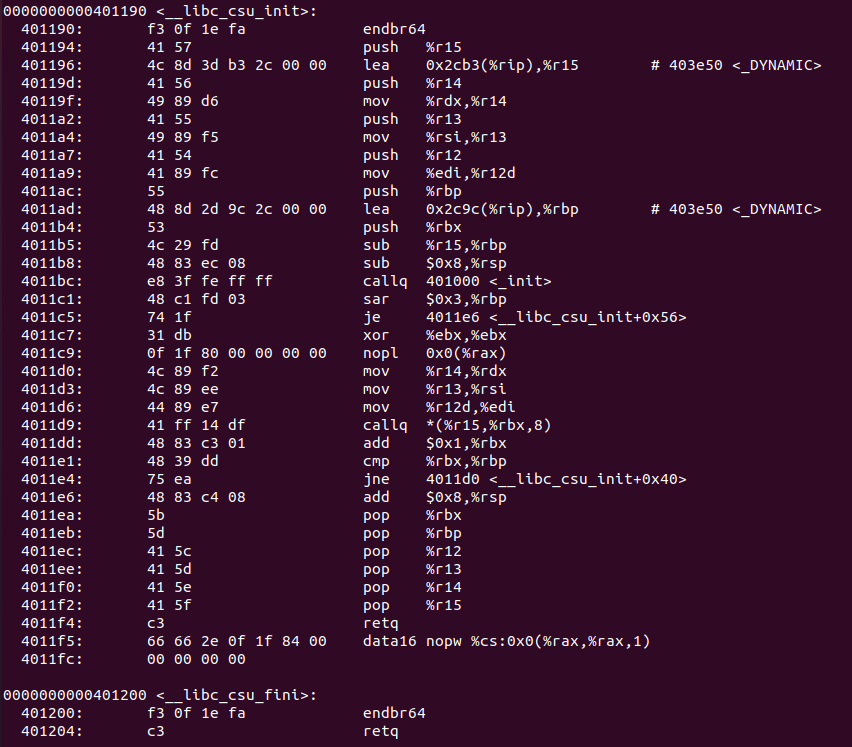 0000000000401190 <__libc_csu_init>:
  401190:	f3 0f 1e fa          	endbr64
  401194:	41 57                	push   %r15
  401196:	4c 8d 3d b3 2c 00 00 	lea    0x2cb3(%rip),%r15        # 403e50 <_DYNAMIC>
  40119d:	41 56                	push   %r14
  40119f:	49 89 d6             	mov    %rdx,%r14
  4011a2:	41 55                	push   %r13
  4011a4:	49 89 f5             	mov    %rsi,%r13
  4011a7:	41 54                	push   %r12
  4011a9:	41 89 fc             	mov    %edi,%r12d
  4011ac:	55                   	push   %rbp
  4011ad:	48 8d 2d 9c 2c 00 00 	lea    0x2c9c(%rip),%rbp        # 403e50 <_DYNAMIC>
  4011b4:	53                   	push   %rbx
  4011b5:	4c 29 fd             	sub    %r15,%rbp
  4011b8:	48 83 ec 08          	sub    $0x8,%rsp
  4011bc:	e8 3f fe ff ff       	callq  401000 <_init>
  4011c1:	48 c1 fd 03          	sar    $0x3,%rbp
  4011c5:	74 1f                	je     4011e6 <__libc_csu_init+0x56>
  4011c7:	31 db                	xor    %ebx,%ebx
  4011c9:	0f 1f 80 00 00 00 00 	nopl   0x0(%rax)
  4011d0:	4c 89 f2             	mov    %r14,%rdx
  4011d3:	4c 89 ee             	mov    %r13,%rsi
  4011d6:	44 89 e7             	mov    %r12d,%edi
  4011d9:	41 ff 14 df          	callq  *(%r15,%rbx,8)
  4011dd:	48 83 c3 01          	add    $0x1,%rbx
  4011e1:	48 39 dd             	cmp    %rbx,%rbp
  4011e4:	75 ea                	jne    4011d0 <__libc_csu_init+0x40>
  4011e6:	48 83 c4 08          	add    $0x8,%rsp
  4011ea:	5b                   	pop    %rbx
  4011eb:	5d                   	pop    %rbp
  4011ec:	41 5c                	pop    %r12
  4011ee:	41 5d                	pop    %r13
  4011f0:	41 5e                	pop    %r14
  4011f2:	41 5f                	pop    %r15
  4011f4:	c3                   	retq
  4011f5:	66 66 2e 0f 1f 84 00 	data16 nopw %cs:0x0(%rax,%rax,1)
  4011fc:	00 00 00 00
0000000000401200 <__libc_csu_fini>:
  401200:	f3 0f 1e fa          	endbr64
  401204:	c3                   	retq